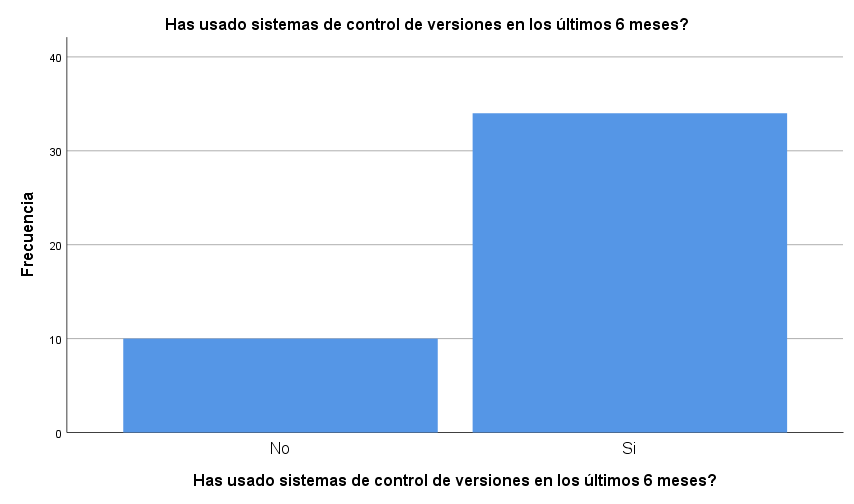 Has usado sistemas de control de versiones en los últimos 6 meses?
40
30
20
10
0
Frecuencia
No
Si
Has usado sistemas de control de versiones en los últimos 6 meses?